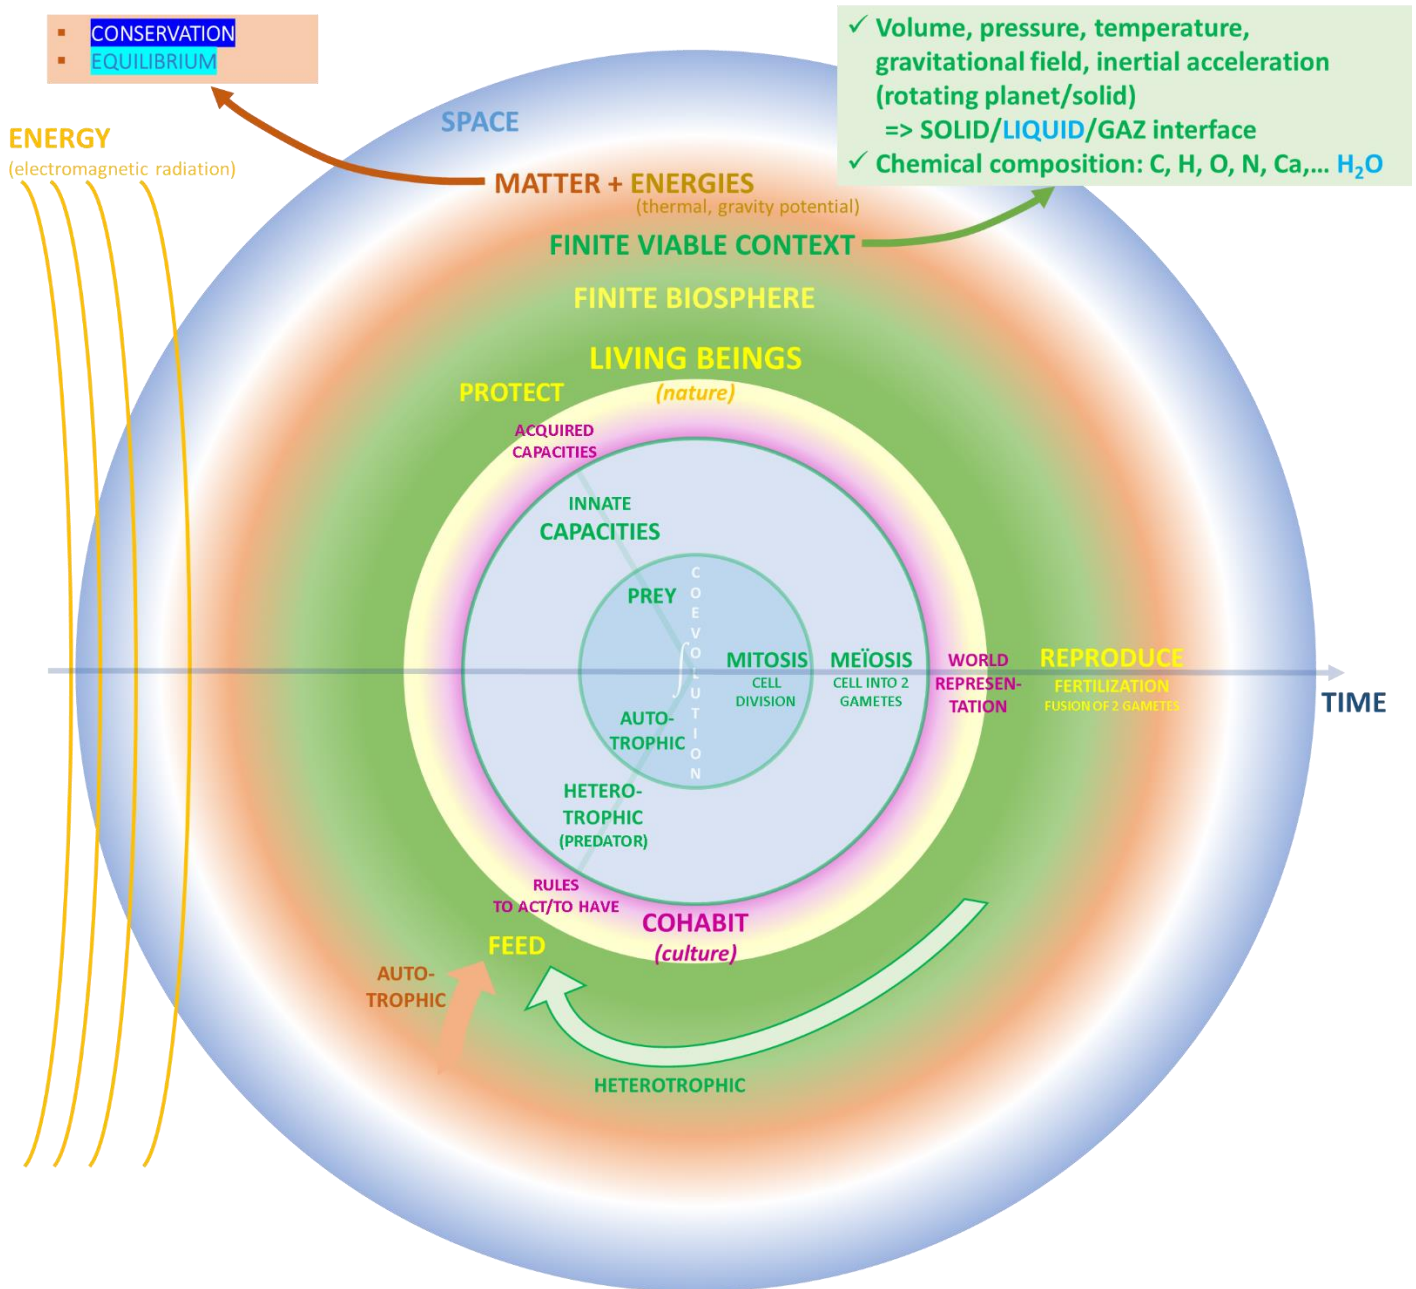 ▪ CONSERVATION
▪ EQUILIBRIUM
✓ Volume, pressure, temperature,
gravitational field, inertial acceleration
(rotating planet/solid)
=> SOLID/LIQUID/GAZ interface
✓ Chemical composition: C, H, O, N, Ca,... H₂O
ENERGY
(electromagnetic radiation)
SPACE
MATTER + ENERGIES
(thermal, gravity potential)
FINITE VIABLE CONTEXT
FINITE BIOSPHERE
LIVING BEINGS
(nature)
PROTECT
ACQUIRED
CAPACITIES
INNATE
CAPACITIES
PREY
COEVOLUTION
∫
MITOSIS
CELL
DIVISION
MEÏOSIS
CELL INTO 2
GAMETES
WORLD
REPRESEN-
TATION
REPRODUCE
FERTILIZATION
FUSION OF 2 GAMETES
TIME
AUTO-
TROPHIC
HETERO-
TROPHIC
(PREDATOR)
RULES
TO ACT/TO HAVE
COHABIT
(culture)
FEED
AUTO-
TROPHIC
HETEROTROPHIC